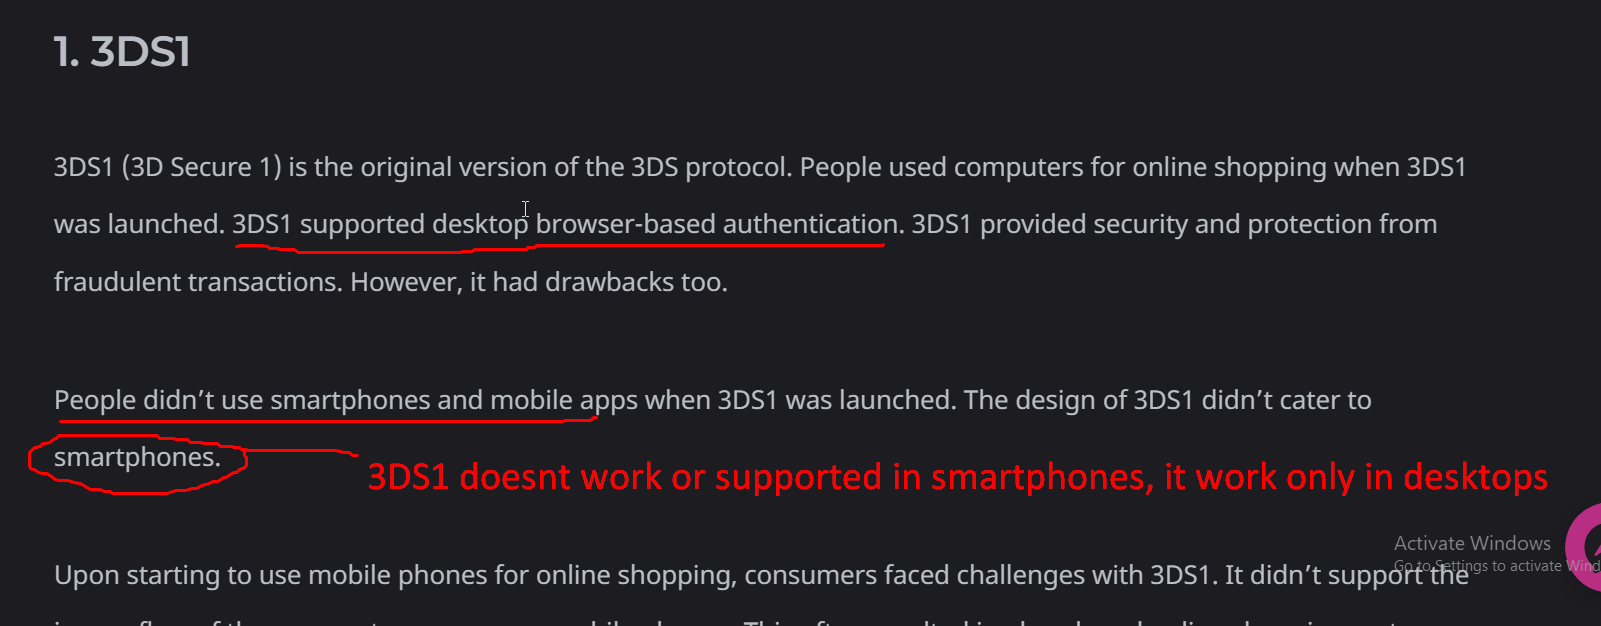 1. 3DS1
3DS1 (3D Secure 1) is the original version of the 3DS protocol. People used computers for online shopping when 3DS1
was launched. 3DS1 supported desktop browser-based authentication. 3DS1 provided security and protection from
fraudulent transactions. However, it had drawbacks too.
People didn’t use smartphones and mobile apps when 3DS1 was launched. The design of 3DS1 didn’t cater to
smartphones.
3DS1 doesnt work or supported in smartphones, it work only in desktops
Activate Windows
Go to Settings to activate Wind
Upon starting to use mobile phones for online shopping, consumers faced challenges with 3DS1. It didn’t support the